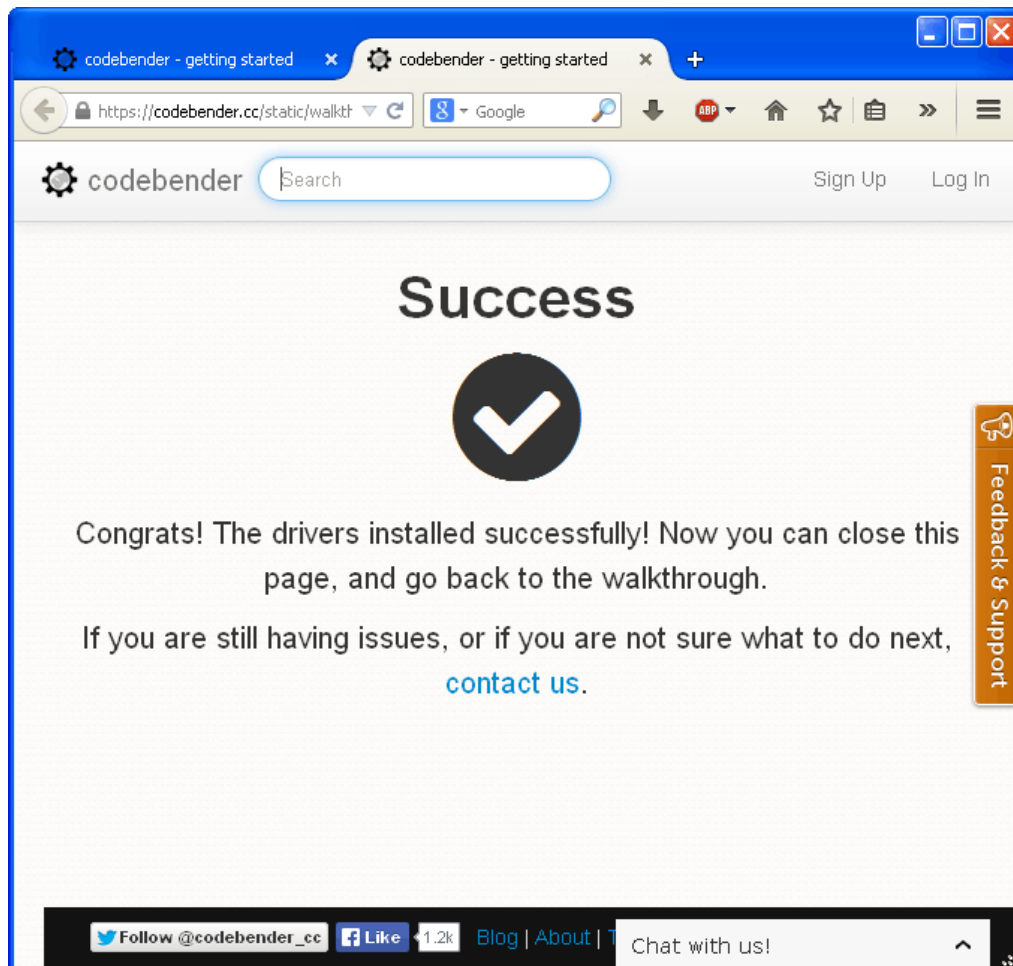 codebender - getting started
codebender - getting started
https://codebender.cc/static/walkth
Google
ABP
codebender
Search
Sign Up
Log In
Success
Congrats! The drivers installed successfully! Now you can close this
page, and go back to the walkthrough.
If you are still having issues, or if you are not sure what to do next,
contact us.
Feedback & Support
Follow @codebender_cc
Like
1.2k
Blog | About | T
Chat with us!